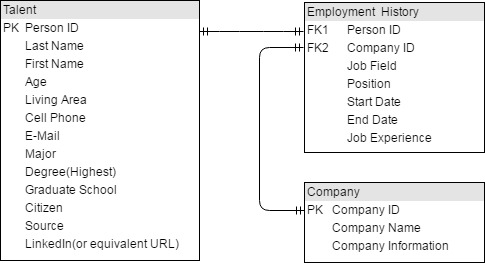 Talent
PK Person ID
Last Name
First Name
Age
Living Area
Cell Phone
E-Mail
Major
Degree(Highest)
Graduate School
Citizen
Source
LinkedIn(or equivalent URL)
Employment History
FK1 Person ID
FK2 Company ID
Job Field
Position
Start Date
End Date
Job Experience
Company
PK Company ID
Company Name
Company Information